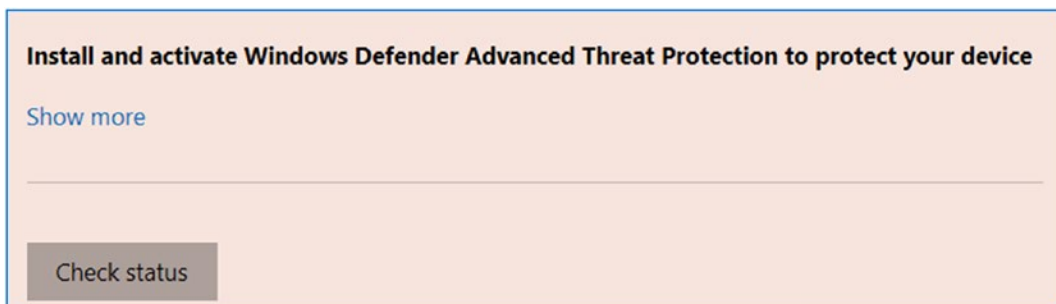 Install and activate Windows Defender Advanced Threat Protection to protect your device
Show more
Check status